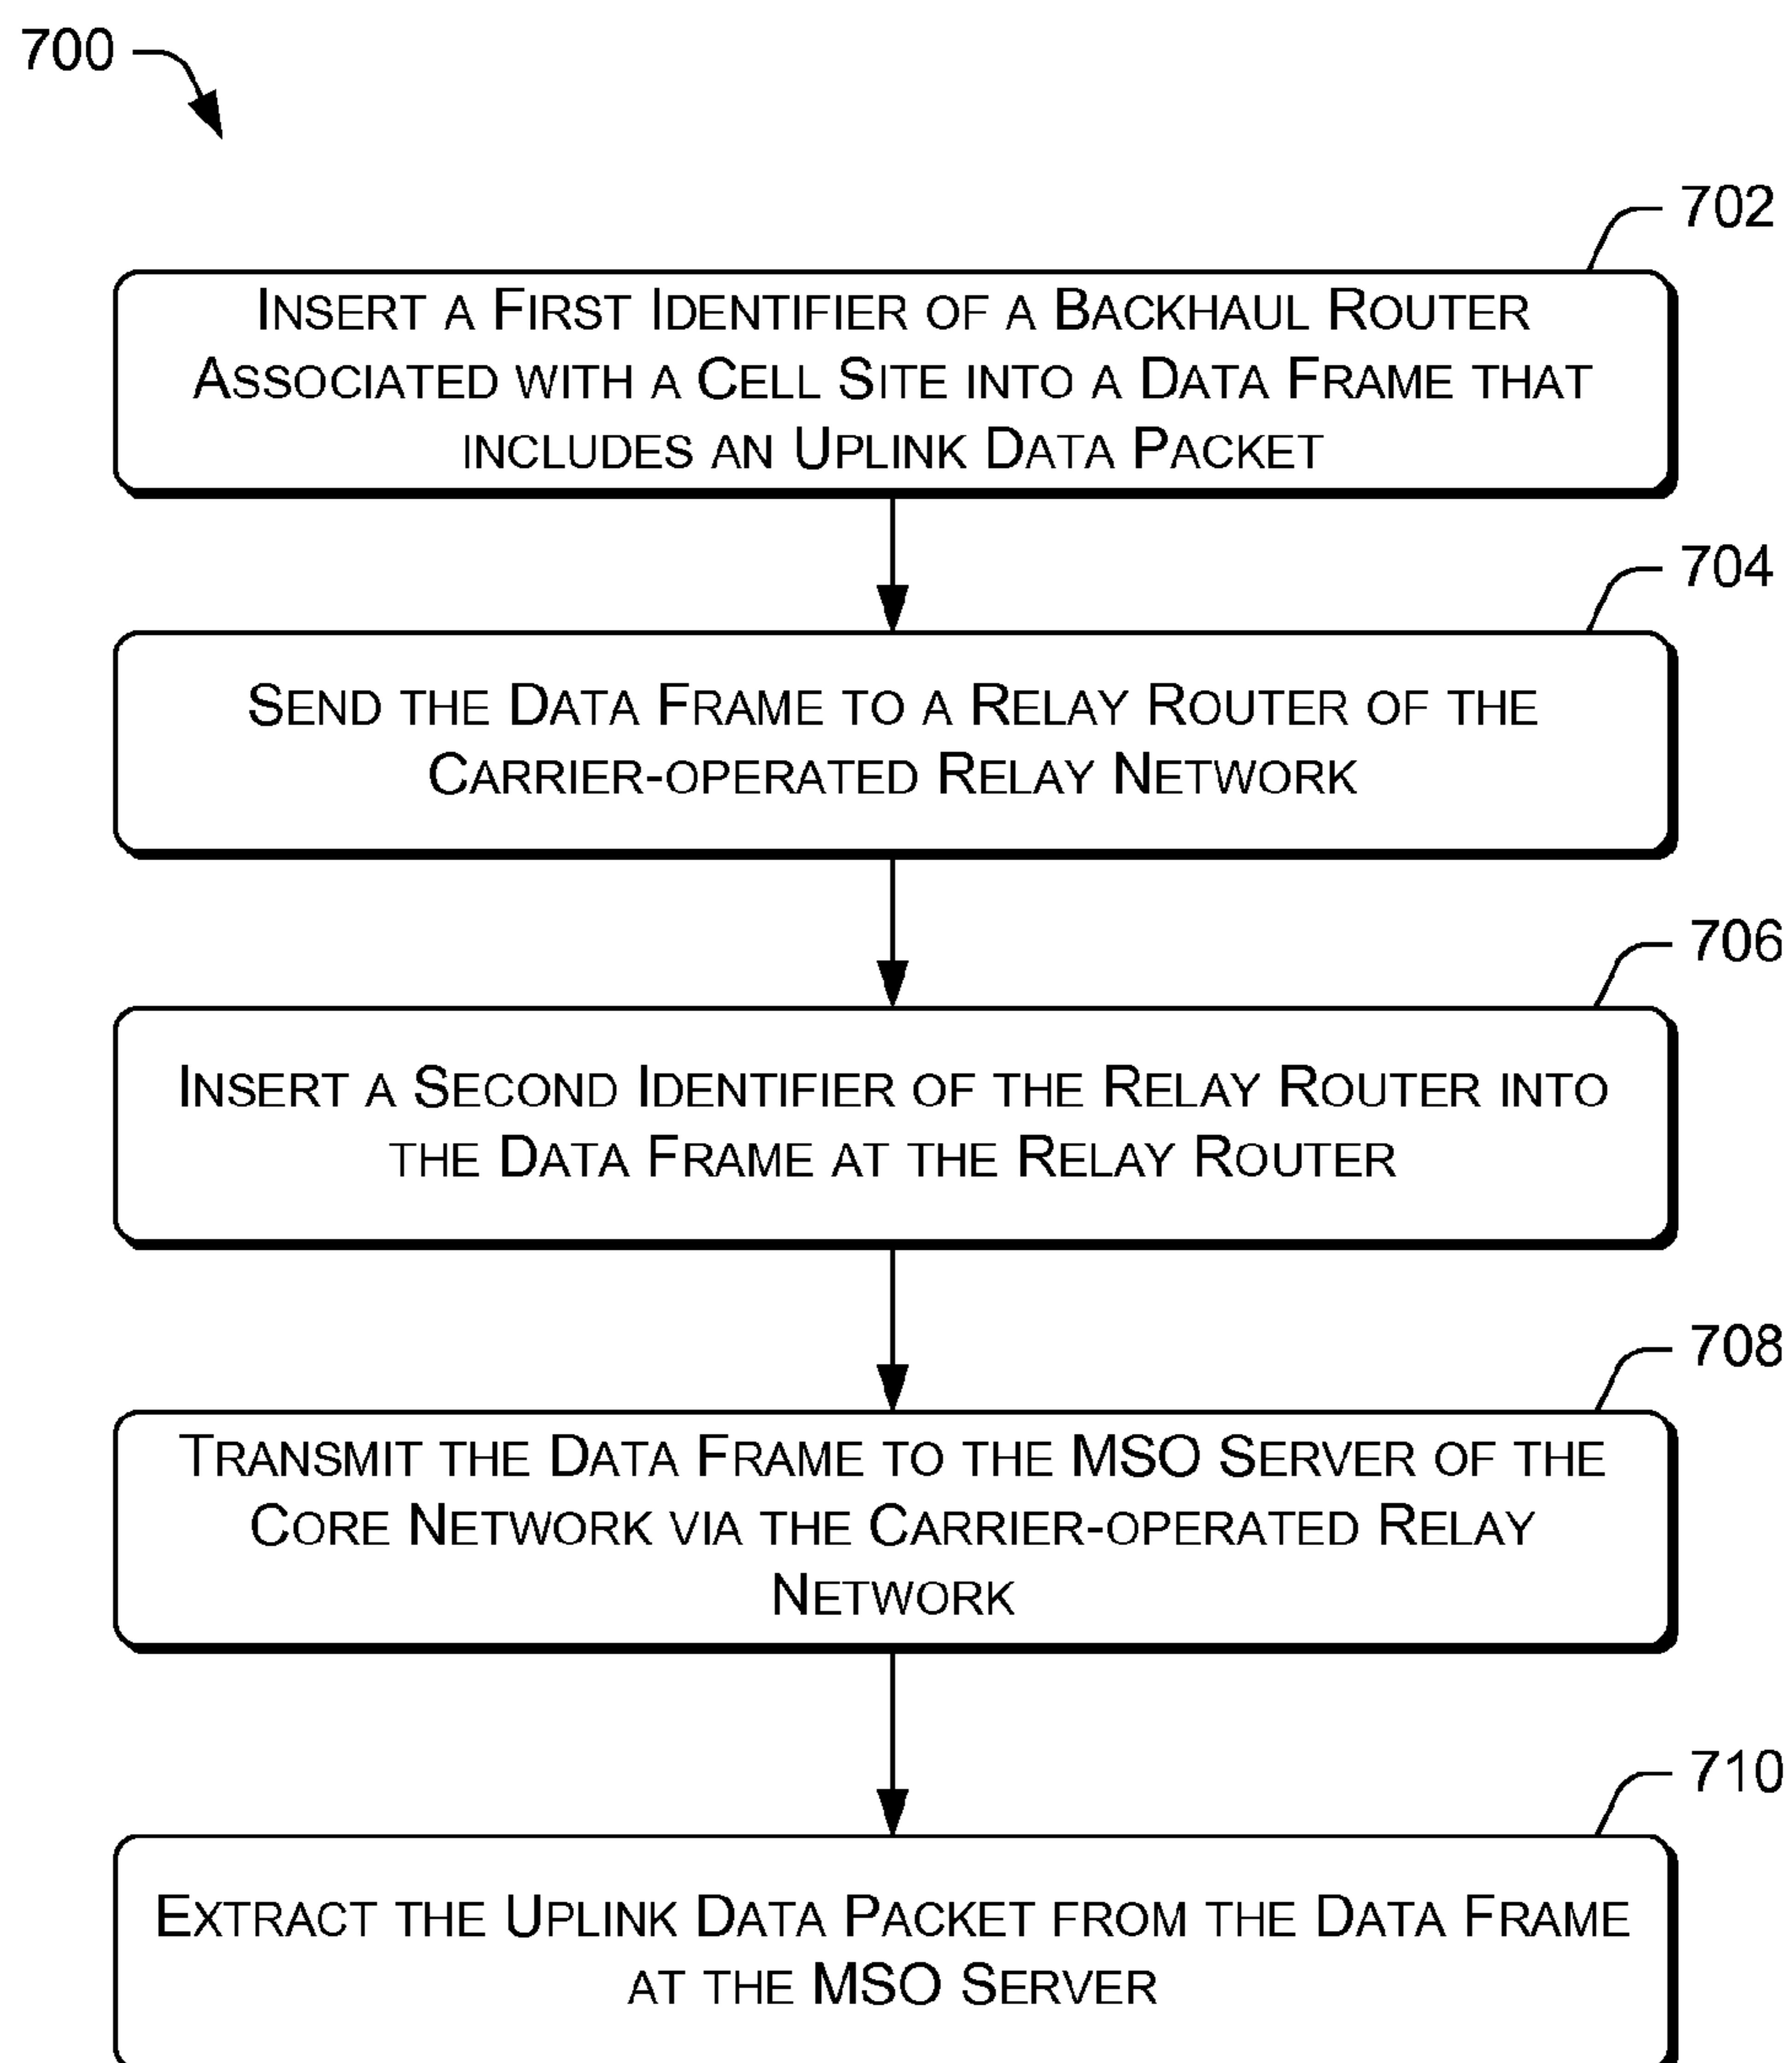 700
702
Insert a First Identifier of a Backhaul Router
Associated with a Cell Site into a Data Frame that
includes an Uplink Data Packet
704
Send the Data Frame to a Relay Router of the
Carrier-operated Relay Network
706
Insert a Second Identifier of the Relay Router into
the Data Frame at the Relay Router
708
Transmit the Data Frame to the MSO Server of the
Core Network via the Carrier-operated Relay
Network
710
Extract the Uplink Data Packet from the Data Frame
at the MSO Server